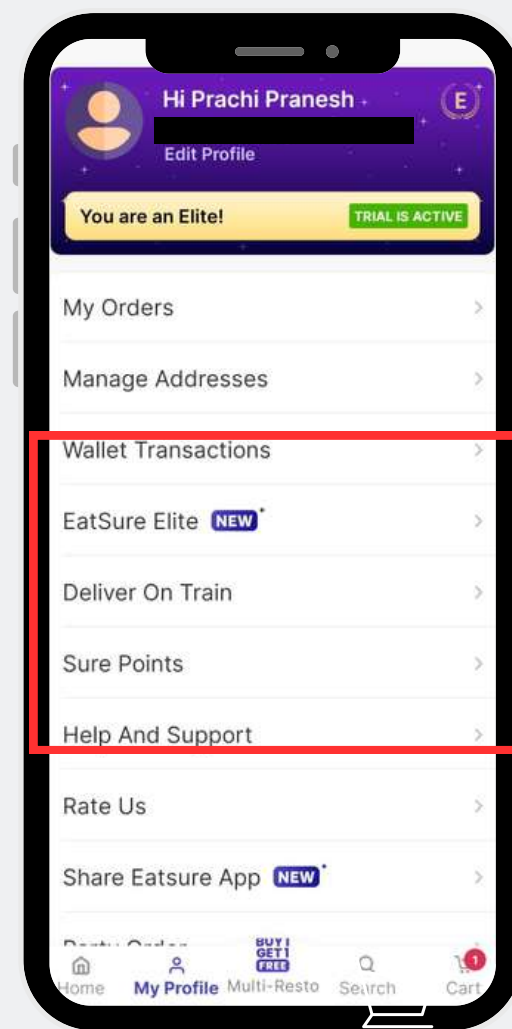 Hi Prachi Pranesh
E
Edit Profile
You are an Elite!
TRIAL IS ACTIVE
My Orders
Manage Addresses
Wallet Transactions
EatSure Elite NEW
Deliver On Train
Sure Points
Help And Support
Rate Us
Share Eatsure App NEW
Party Order
BUY 1
GET 1
FREE
1
Home My Profile Multi-Resto Search Cart